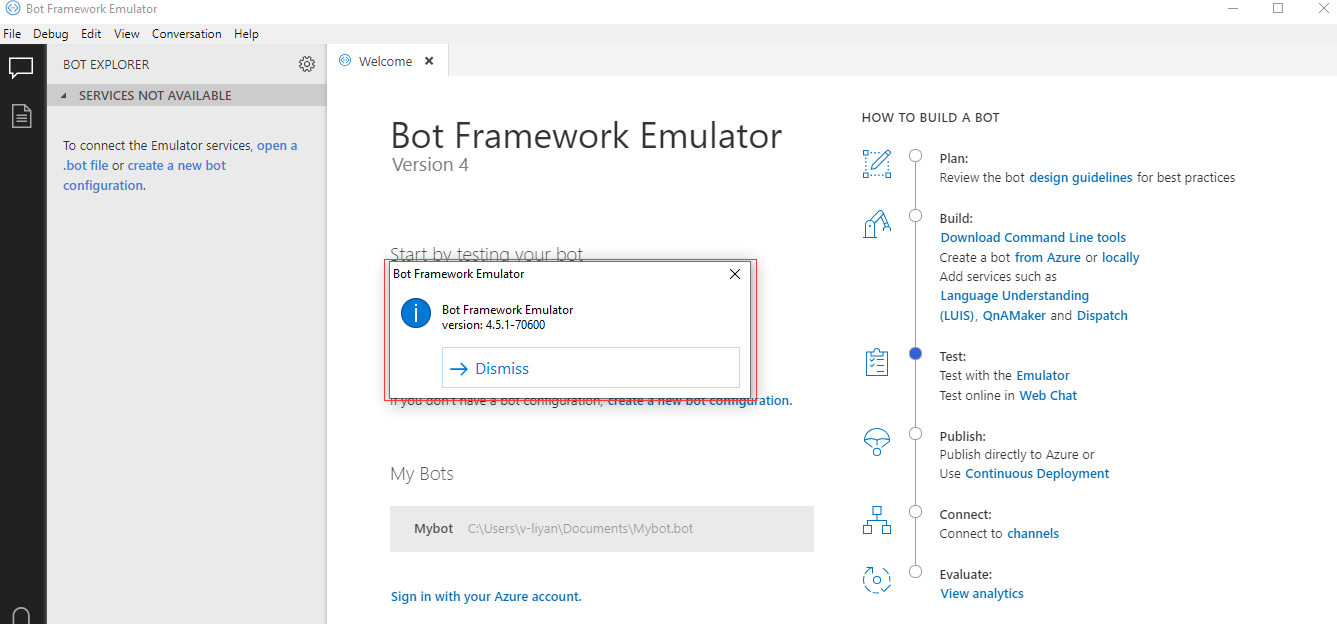 Bot Framework Emulator
File Debug Edit View Conversation Help
BOT EXPLORER
SERVICES NOT AVAILABLE
To connect the Emulator services, open a
.bot file or create a new bot
configuration.
Welcome
Bot Framework Emulator
Version 4
Start by testing your bot
Bot Framework Emulator
Bot Framework Emulator
version: 4.5.1-70600
Dismiss
If you don't have a bot configuration, create a new bot configuration.
My Bots
Mybot C:\Users\v-liyan\Documents\Mybot.bot
Sign in with your Azure account.
HOW TO BUILD A BOT
Plan:
Review the bot design guidelines for best practices
Build:
Download Command Line tools
Create a bot from Azure or locally
Add services such as
Language Understanding
(LUIS), QnAMaker and Dispatch
Test:
Test with the Emulator
Test online in Web Chat
Publish:
Publish directly to Azure or
Use Continuous Deployment
Connect:
Connect to channels
Evaluate:
View analytics